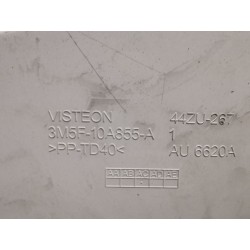 VISTEON 44ZU-267
3M5F-10A855-A 1
>PP-TD40< AU 6620A